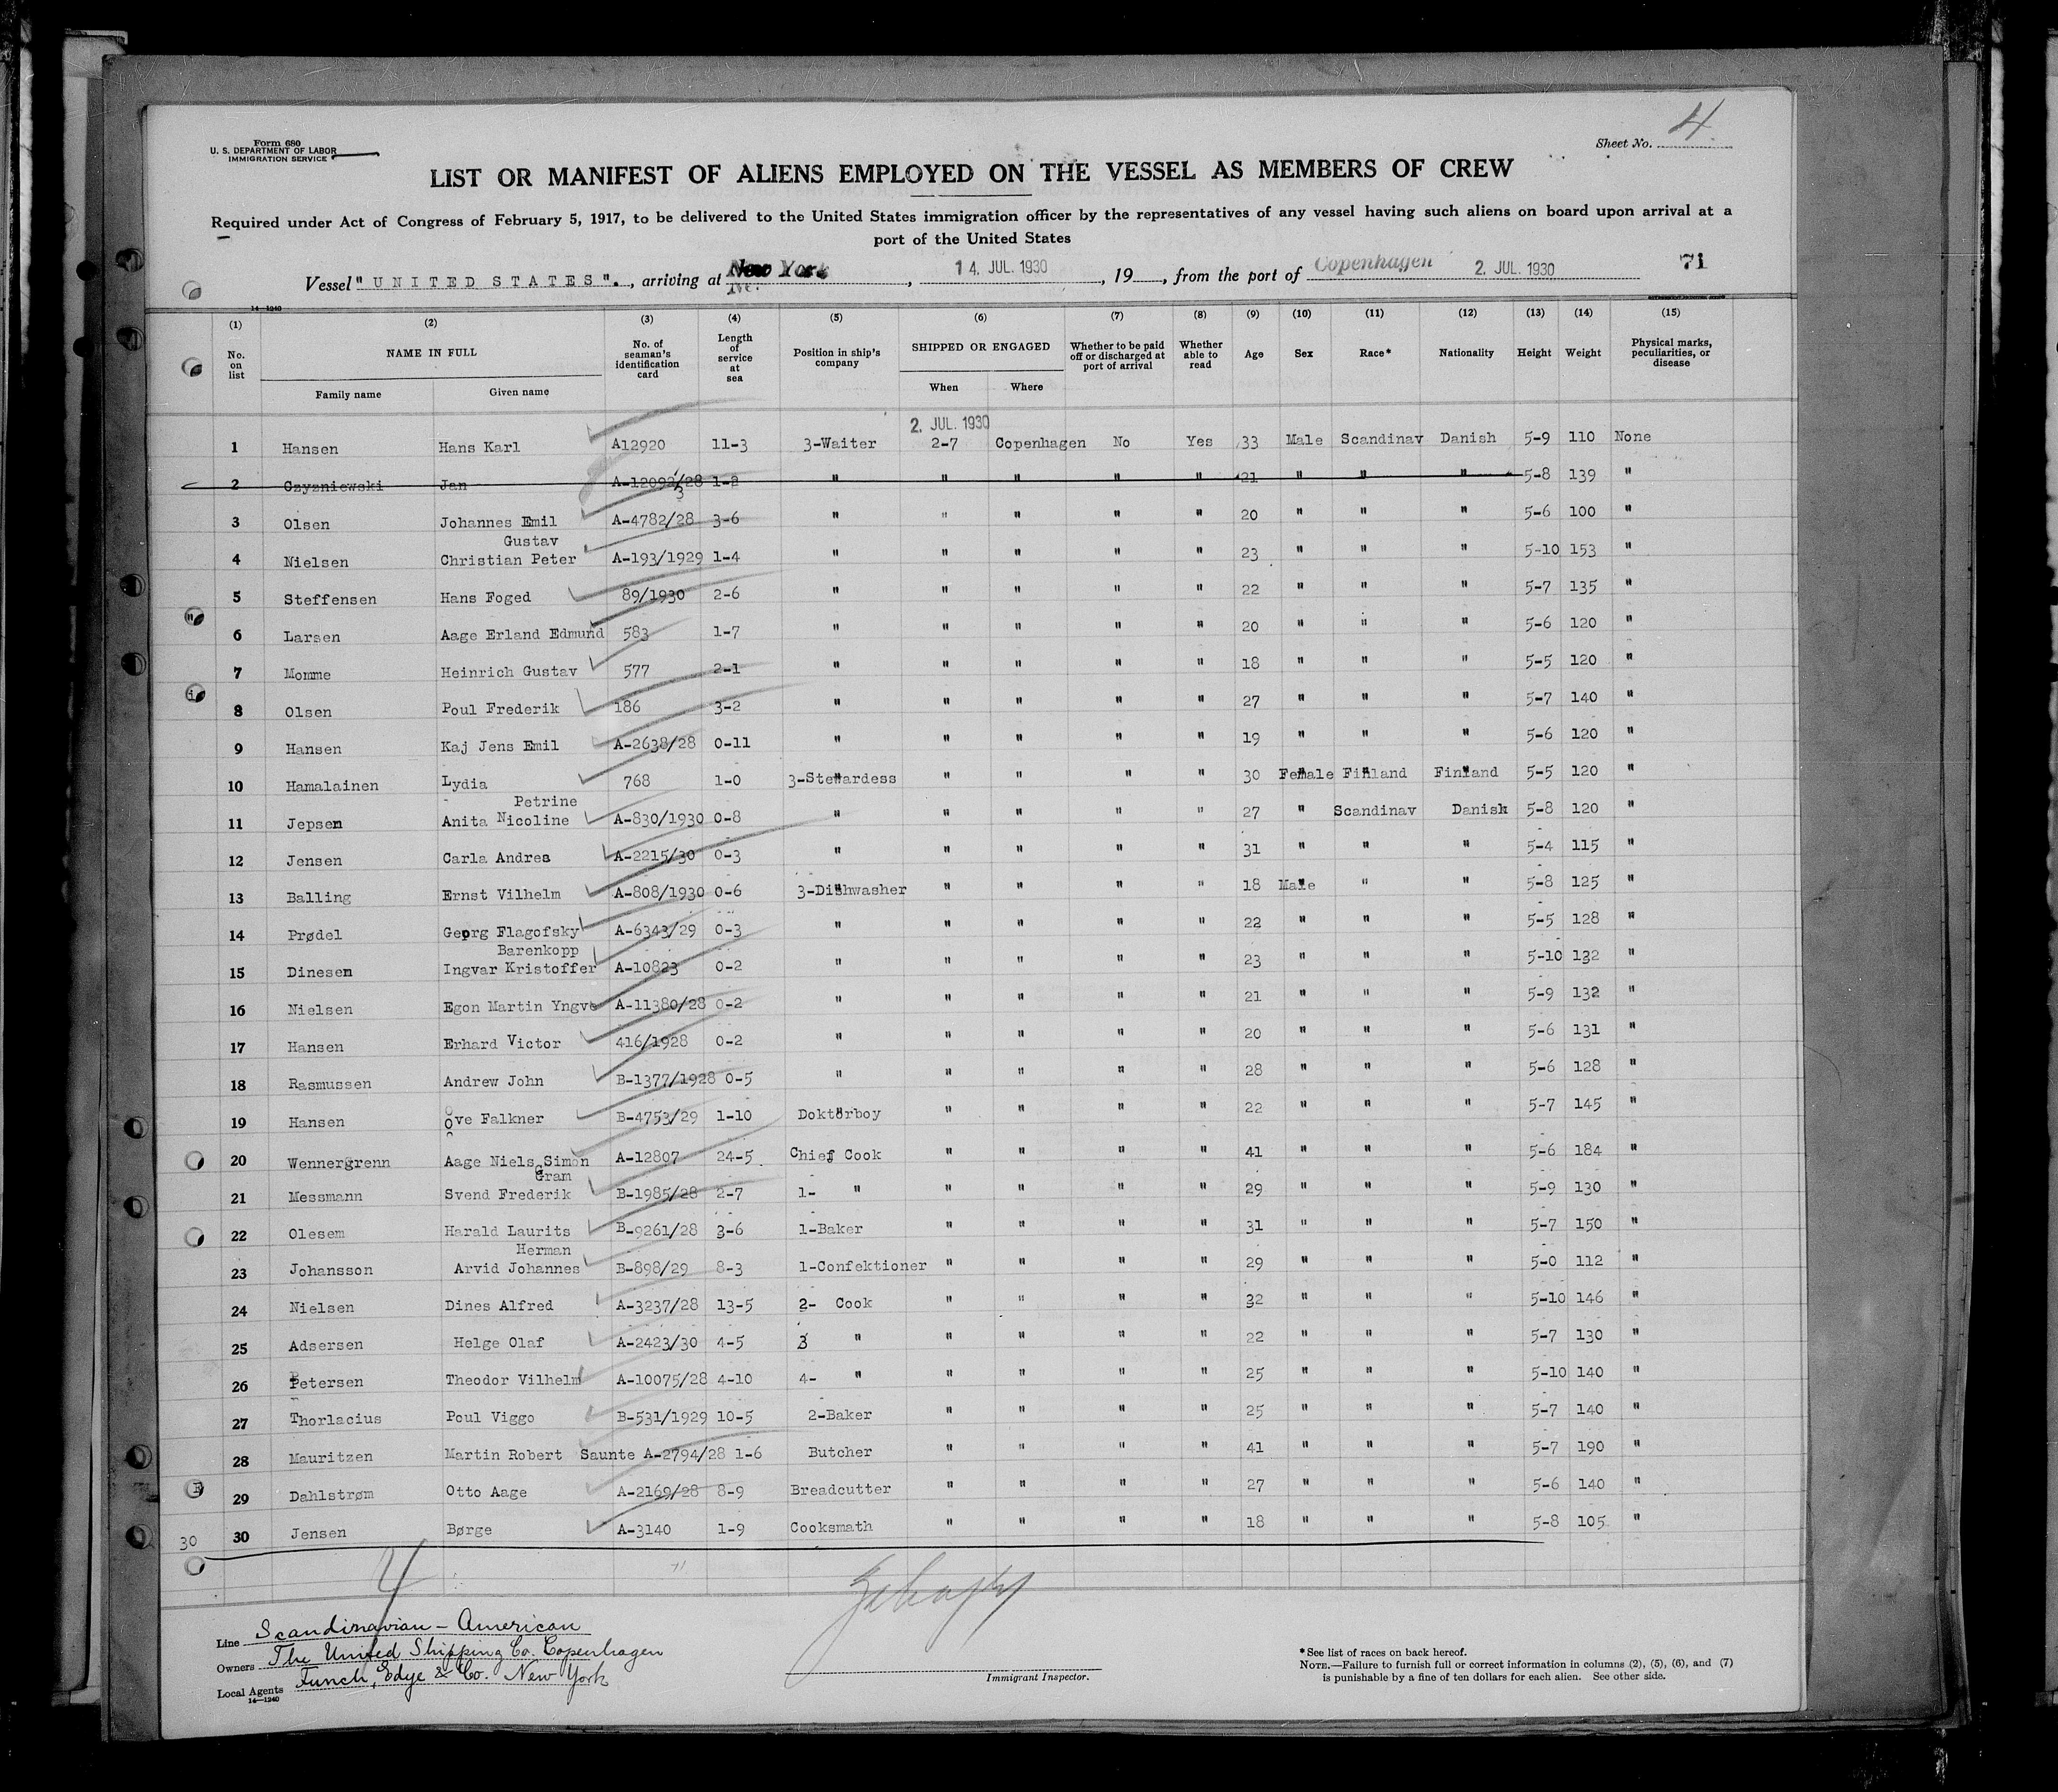 Form 680
U. S. DEPARTMENT OF LABOR
IMMIGRATION SERVICE
Sheet No. 4
LIST OR MANIFEST OF ALIENS EMPLOYED ON THE VESSEL AS MEMBERS OF CREW
Required under Act of Congress of February 5, 1917, to be delivered to the United States immigration officer by the representatives of any vessel having such aliens on board upon arrival at a
port of the United States
Vessel "UNITED STATES"., arriving at New York, 14. JUL. 1930, 19, from the port of Copenhagen 2. JUL. 1930 71
14—1240
(1) (2) (3) (4) (5) (6) (7) (8) (9) (10) (11) (12) (13) (14) (15)
No. on list NAME IN FULL No. of seaman's identification card Length of service at sea Position in ship's company SHIPPED OR ENGAGED Whether to be paid off or discharged at port of arrival Whether able to read Age Sex Race* Nationality Height Weight Physical marks, peculiarities, or disease
Family name Given name When Where
2. JUL. 1930
1 Hansen Hans Karl A12920 11-3 3-Waiter 2-7 Copenhagen No Yes 33 Male Scandinav Danish 5-9 110 None
2 Czyzniewski Jan A-12092/28 1-2 " " " " " 21 " " " 5-8 139 "
3 Olsen Johannes Emil A-4782/28 3-6 " " " " " 20 " " " 5-6 100 "
Gustav
4 Nielsen Christian Peter A-193/1929 1-4 " " " " " 23 " " " 5-10 153 "
5 Steffensen Hans Foged 89/1930 2-6 " " " " " 22 " " " 5-7 135 "
6 Larsen Aage Erland Edmund 583 1-7 " " " " " 20 " " " 5-6 120 "
7 Momme Heinrich Gustav 577 2-1 " " " " " 18 " " " 5-5 120 "
8 Olsen Poul Frederik 186 3-2 " " " " " 27 " " " 5-7 140 "
9 Hansen Kaj Jens Emil A-2638/28 0-11 " " " " " 19 " " " 5-6 120 "
10 Hamalainen Lydia 768 1-0 3-Stewardess " " " " 30 Female Finland Finland 5-5 120 "
Petrine
11 Jepsen Anita Nicoline A-830/1930 0-8 " " " " " 27 " Scandinav Danish 5-8 120 "
12 Jensen Carla Andrea A-2215/30 0-3 " " " " " 31 " " " 5-4 115 "
13 Balling Ernst Vilhelm A-808/1930 0-6 3-Dishwasher " " " " 18 Male " " 5-8 125 "
14 Prødel Georg Flagofsky A-6343/29 0-3 " " " " " 22 " " " 5-5 128 "
Barenkopp
15 Dinesen Ingvar Kristoffer A-10823 0-2 " " " " " 23 " " " 5-10 132 "
16 Nielsen Egon Martin Yngve A-11380/28 0-2 " " " " " 21 " " " 5-9 132 "
17 Hansen Erhard Victor 416/1928 0-2 " " " " " 20 " " " 5-6 131 "
18 Rasmussen Andrew John B-1377/1928 0-5 " " " " " 28 " " " 5-6 128 "
19 Hansen Ove Falkner B-4753/29 1-10 Doktorboy " " " " 22 " " " 5-7 145 "
20 Wennergrenn Aage Niels Simon A-12807 24-5 Chief Cook " " " " 41 " " " 5-6 184 "
Gram
21 Messmann Svend Frederik B-1985/28 2-7 1- " " " " " 29 " " " 5-9 130 "
22 Olesem Harald Laurits B-9261/28 3-6 1-Baker " " " " 31 " " " 5-7 150 "
Herman
23 Johansson Arvid Johannes B-898/29 8-3 1-Confektioner " " " " 29 " " " 5-0 112 "
24 Nielsen Dines Alfred A-3237/28 13-5 2- Cook " " " " 32 " " " 5-10 146 "
25 Adsersen Helge Olaf A-2423/30 4-5 3 " " " " " 22 " " " 5-7 130 "
26 Petersen Theodor Vilhelm A-10075/28 4-10 4- " " " " " 25 " " " 5-10 140 "
27 Thorlacius Poul Viggo B-531/1929 10-5 2-Baker " " " " 25 " " " 5-7 140 "
28 Mauritzen Martin Robert Saunte A-2794/28 1-6 Butcher " " " " 41 " " " 5-7 190 "
29 Dahlstrøm Otto Aage A-2169/28 8-9 Breadcutter " " " " 27 " " " 5-6 140 "
30 30 Jensen Børge A-3140 1-9 Cooksmath " " " " 18 " " " 5-8 105 "
4
Line Scandinavian - American
Owners The United Shipping Co. Copenhagen
Local Agents Funch, Edye & Co. New York
14—1240
Immigrant Inspector.
*See list of races on back hereof.
NOTE.—Failure to furnish full or correct information in columns (2), (5), (6), and (7)
is punishable by a fine of ten dollars for each alien. See other side.